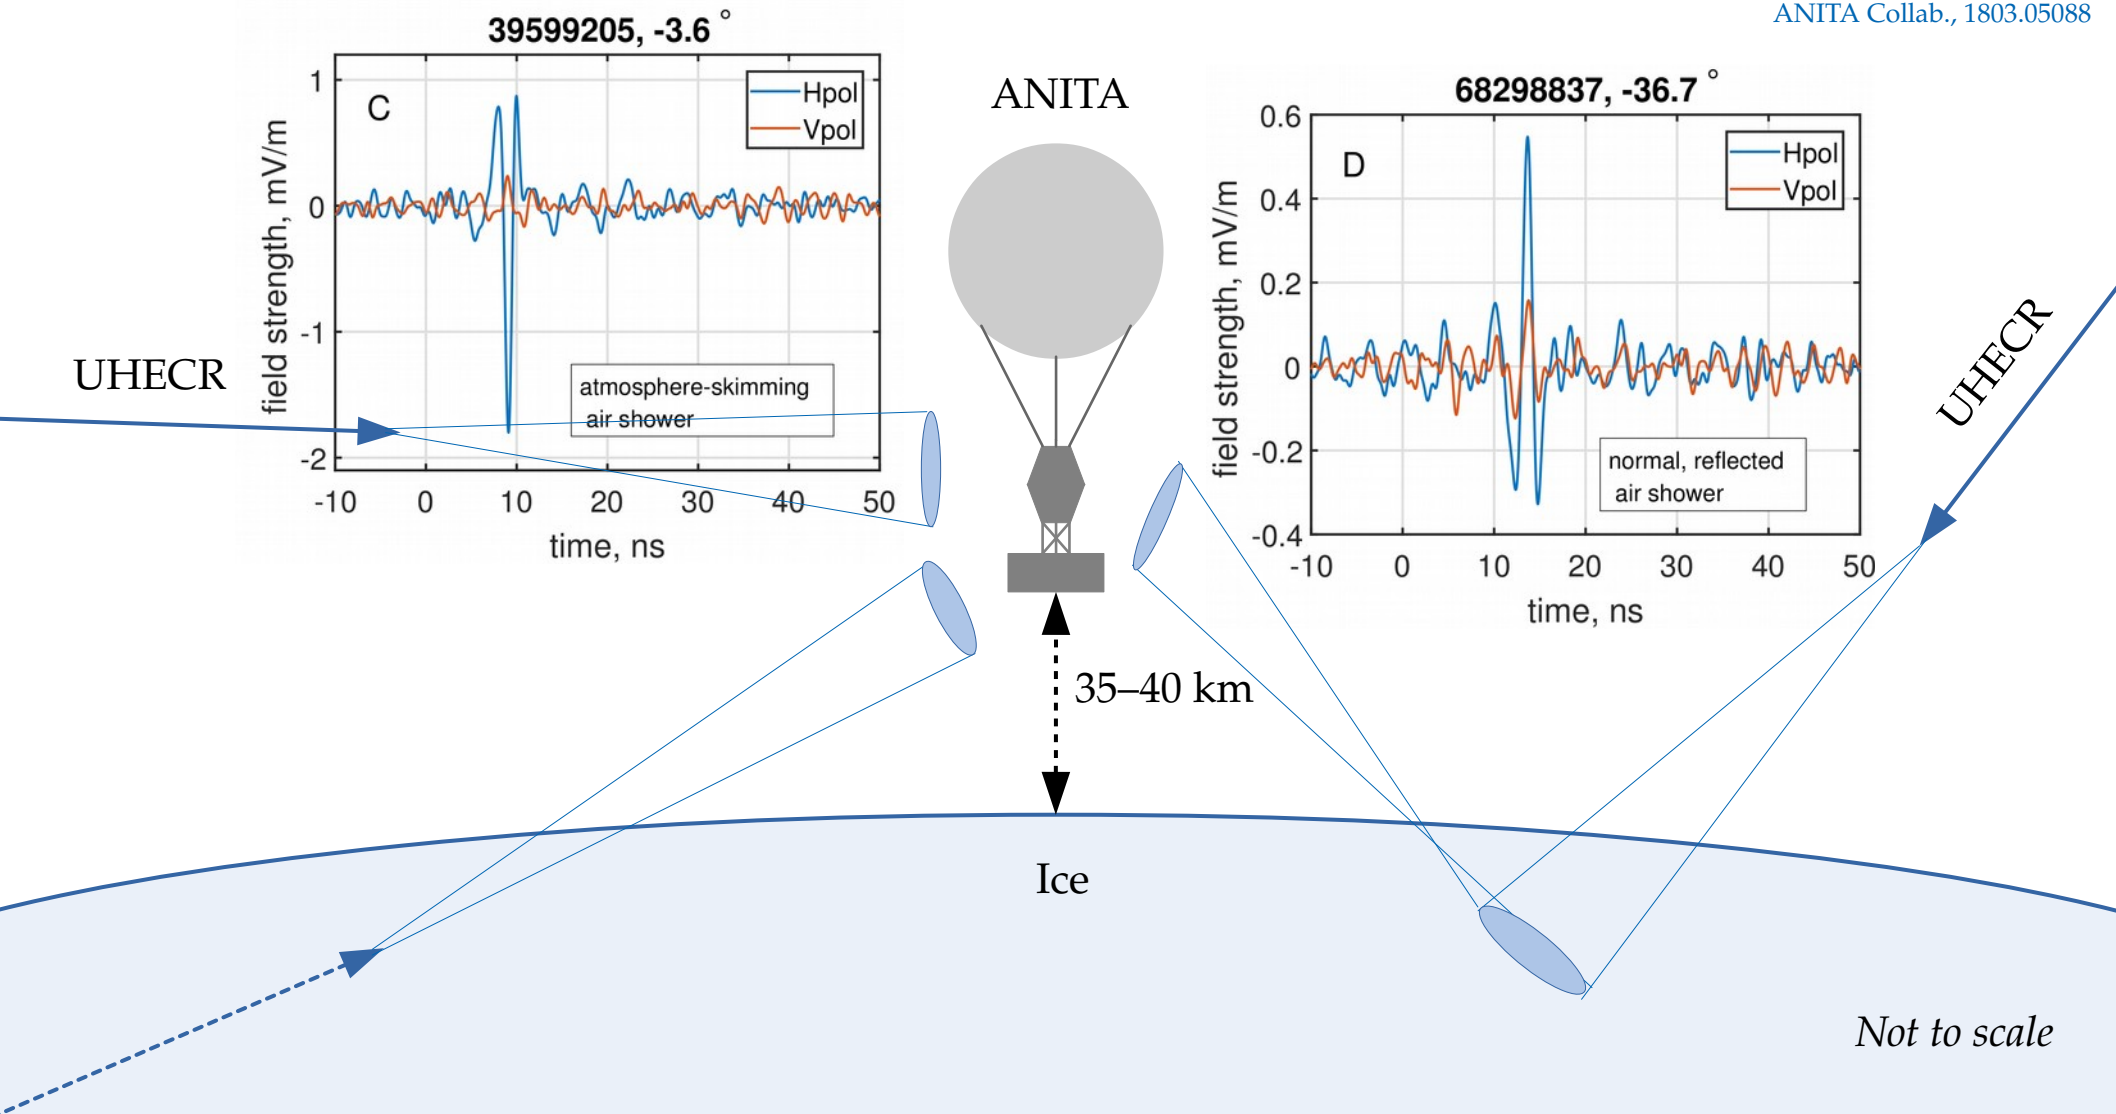 ANITA Collab., 1803.05088
39599205, -3.6 °
C
Hpol
Vpol
1
0
-1
-2
field strength, mV/m
atmosphere-skimming
air shower
-10 0 10 20 30 40 50
time, ns
UHECR
ANITA
68298837, -36.7 °
D
Hpol
Vpol
0.6
0.4
0.2
0
-0.2
-0.4
field strength, mV/m
normal, reflected
air shower
-10 0 10 20 30 40 50
time, ns
UHECR
35–40 km
Ice
Not to scale